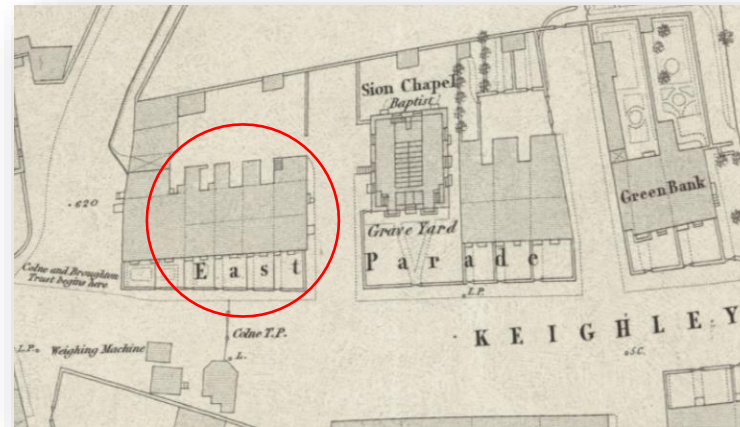 Sion Chapel
Baptist
Green Bank
620
Grave Yard
East Parade
Colne and Broughton
Trust begins here
L.P.
Colne T.P.
KEIGHLEY
L.P.
Weighing Machine
L.
S.C.